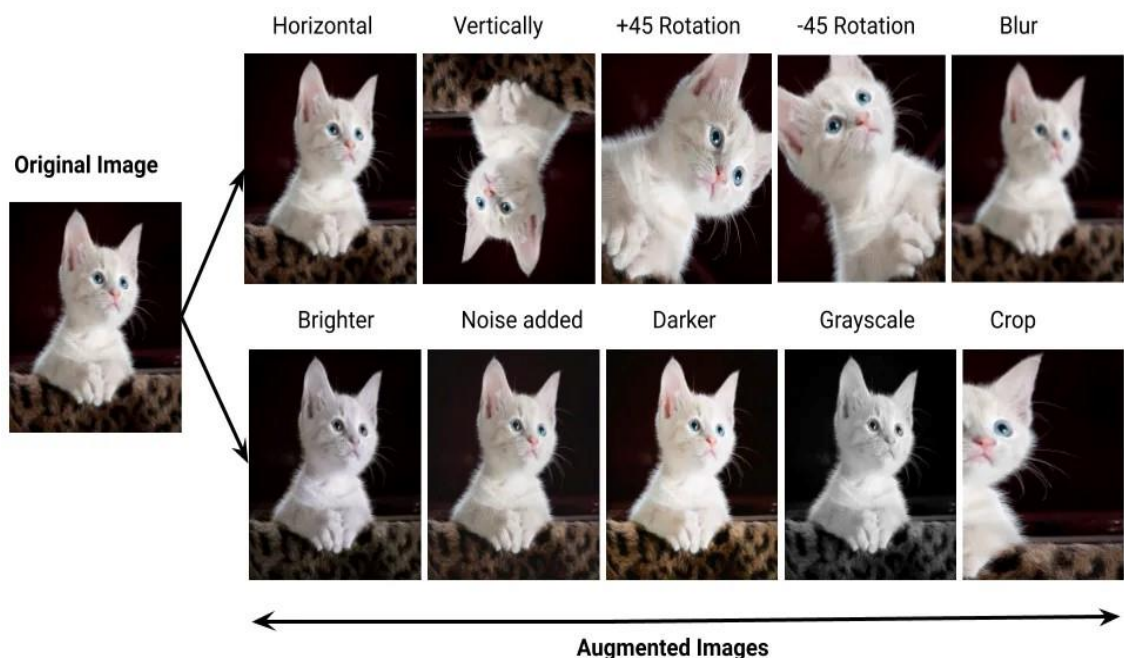 Horizontal Vertically +45 Rotation -45 Rotation Blur
Original Image
Brighter Noise added Darker Grayscale Crop
Augmented Images